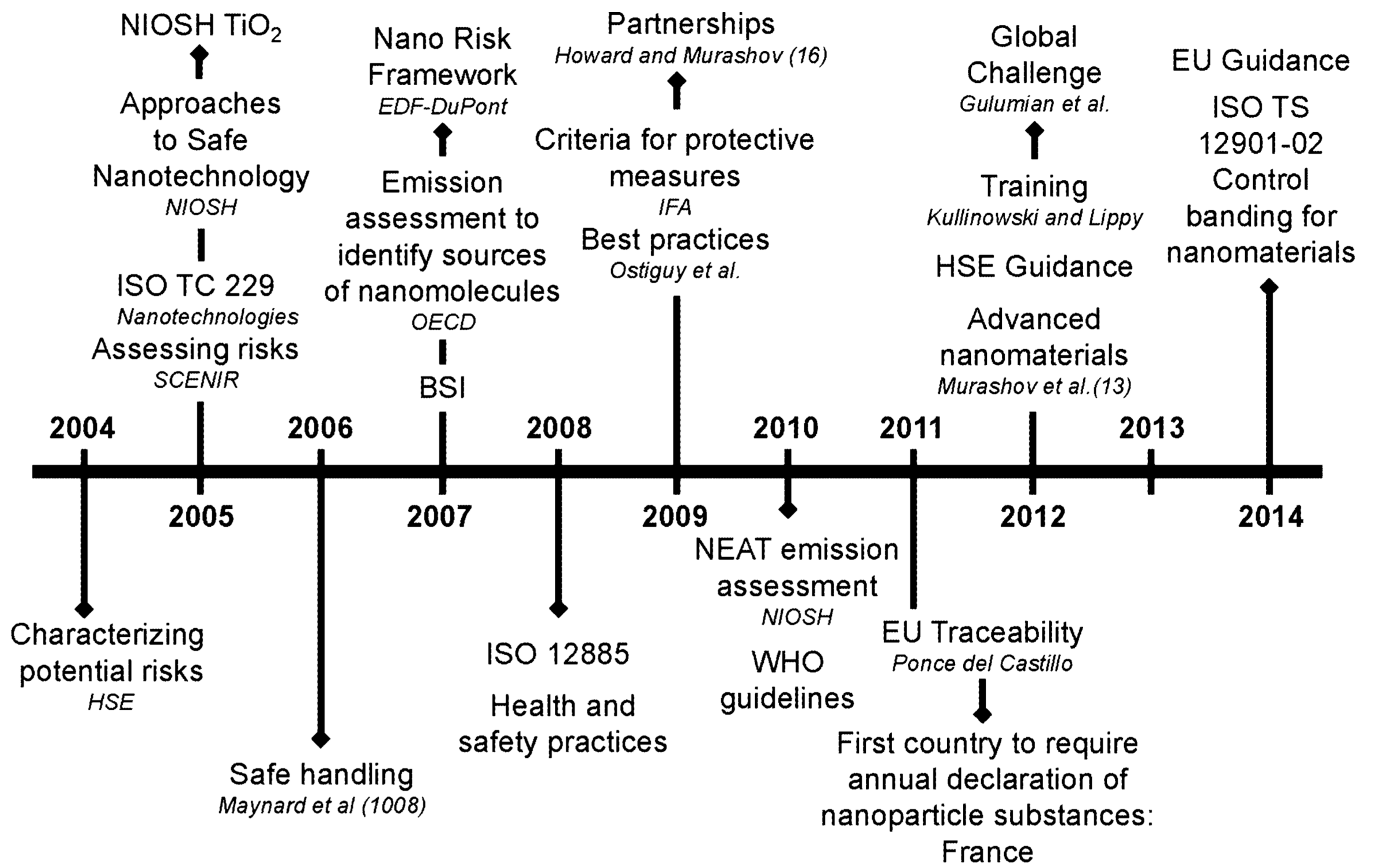 NIOSH TiO2
Approaches
to Safe
Nanotechnology
NIOSH
ISO TC 229
Nanotechnologies
Assessing risks
SCENIR
Nano Risk
Framework
EDF-DuPont
Emission
assessment to
identify sources
of nanomolecules
OECD
BSI
Partnerships
Howard and Murashov (16)
Criteria for protective
measures
IFA
Best practices
Ostiguy et al.
Global
Challenge
Gulumian et al.
Training
Kullinowski and Lippy
HSE Guidance
Advanced
nanomaterials
Murashov et al.(13)
EU Guidance
ISO TS
12901-02
Control
banding for
nanomaterials
2004 2006 2008 2010 2011 2013
2005 2007 2009 2012 2014
Characterizing
potential risks
HSE
Safe handling
Maynard et al (1008)
ISO 12885
Health and
safety practices
NEAT emission
assessment
NIOSH
WHO
guidelines
EU Traceability
Ponce del Castillo
First country to require
annual declaration of
nanoparticle substances:
France